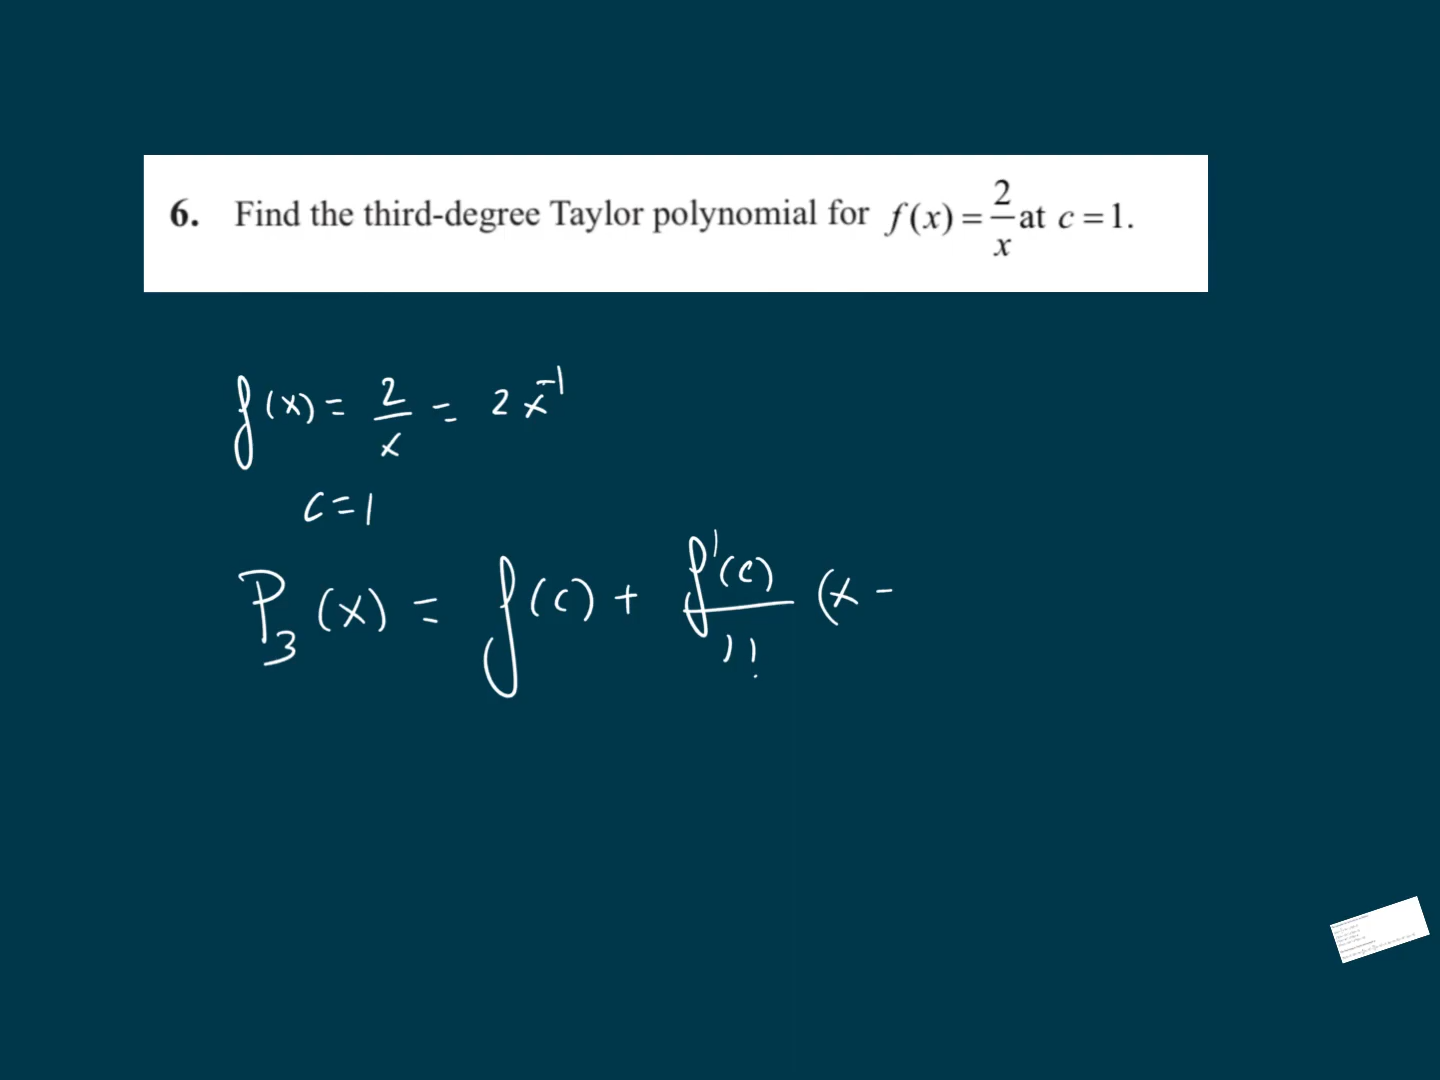 6. Find the third-degree Taylor polynomial for f(x) = 2/x at c = 1.
f(x) = 2/x = 2x⁻¹
c = 1
P₃(x) = f(c) + f'(c)/1! (x -